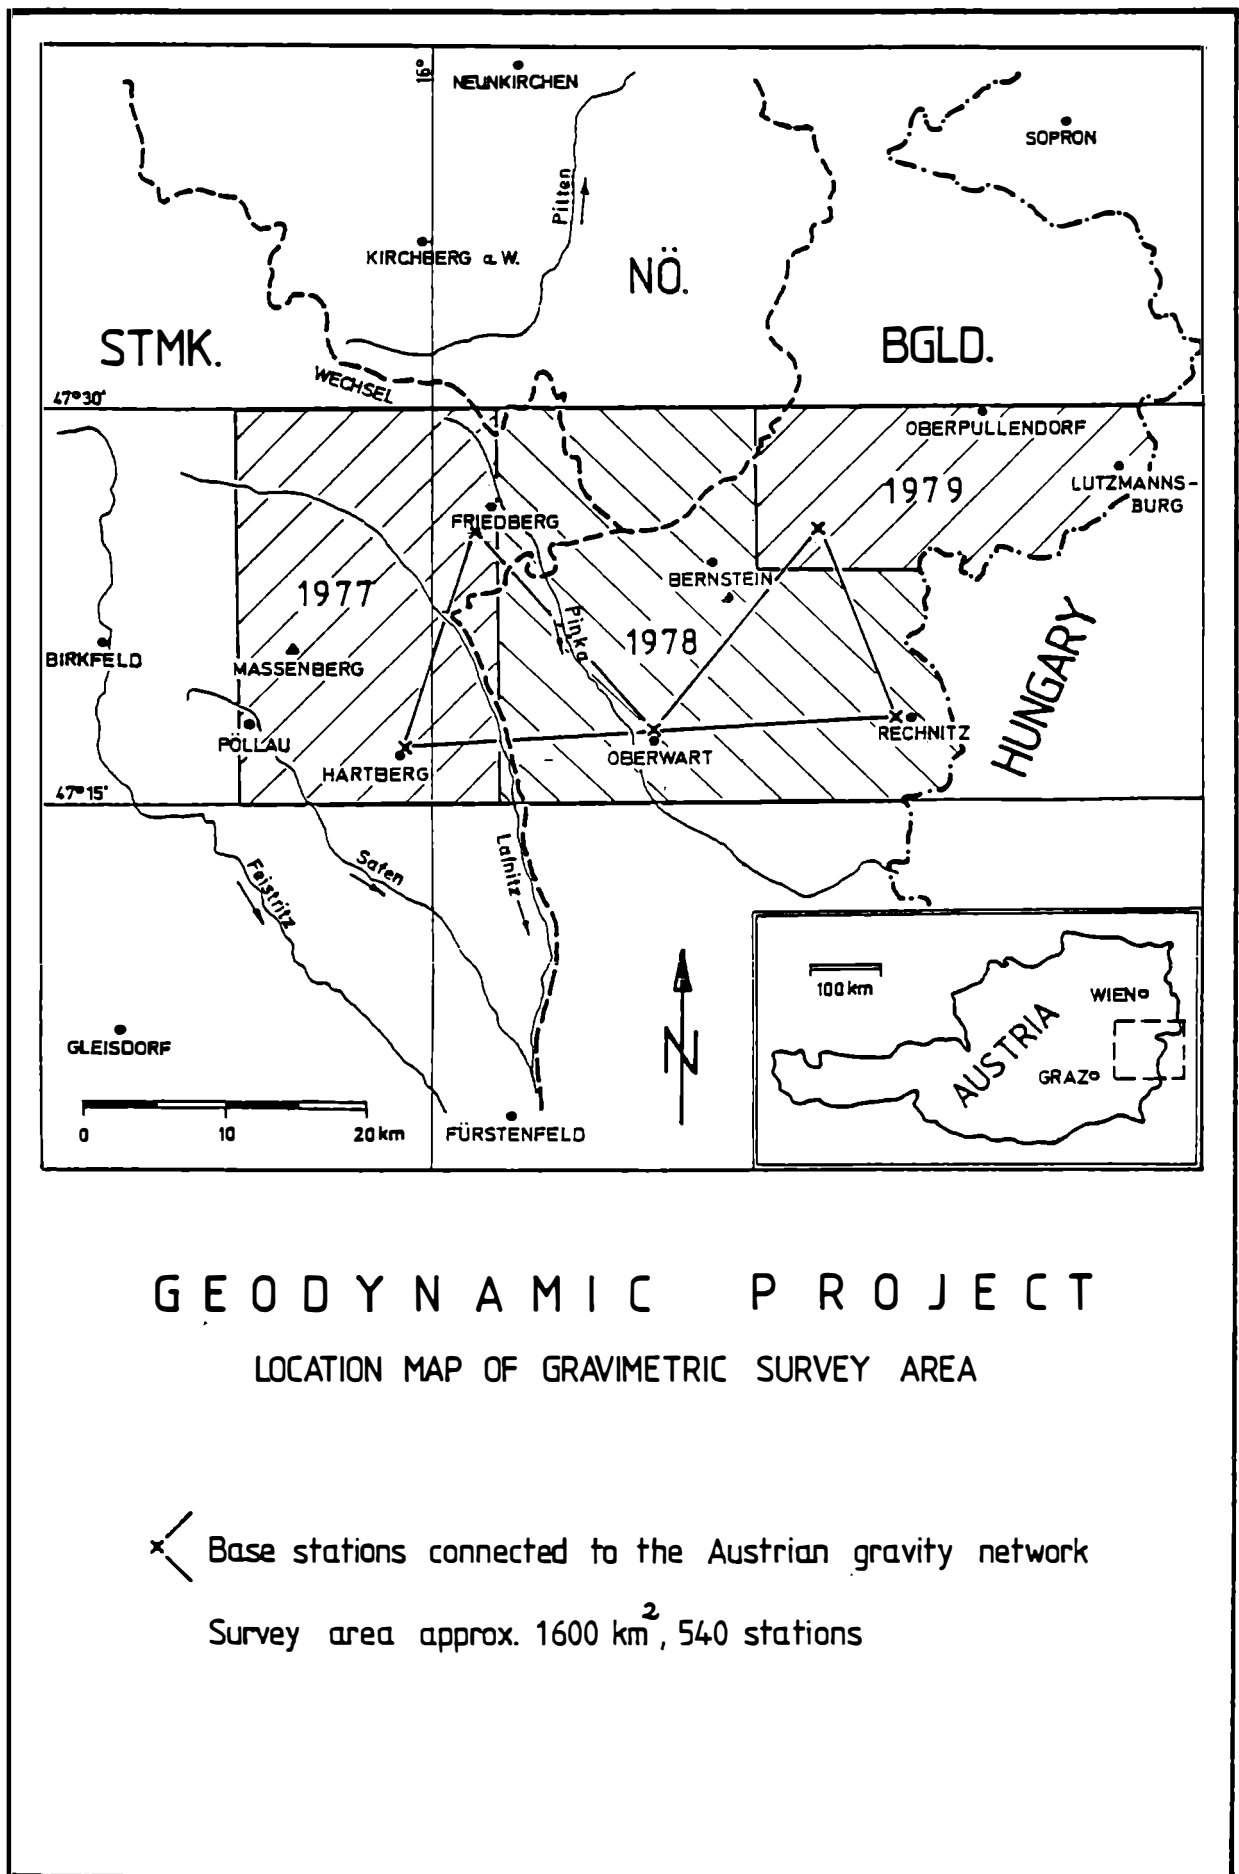 16°
NEUNKIRCHEN
SOPRON
Pitten
KIRCHBERG a.W.
NÖ.
STMK.
BGLD.
WECHSEL
47°30'
OBERPULLENDORF
1979
LUTZMANNS-
BURG
FRIEDBERG
BERNSTEIN
1977
Pinka
1978
HUNGARY
BIRKFELD
MASSENBERG
PÖLLAU
HARTBERG
OBERWART
RECHNITZ
47°15'
Feistritz
Safen
Lafnitz
100 km
WIEN
AUSTRIA
GRAZ
N
GLEISDORF
0 10 20 km
FÜRSTENFELD
GEODYNAMIC PROJECT
LOCATION MAP OF GRAVIMETRIC SURVEY AREA
Base stations connected to the Austrian gravity network
Survey area approx. 1600 km², 540 stations